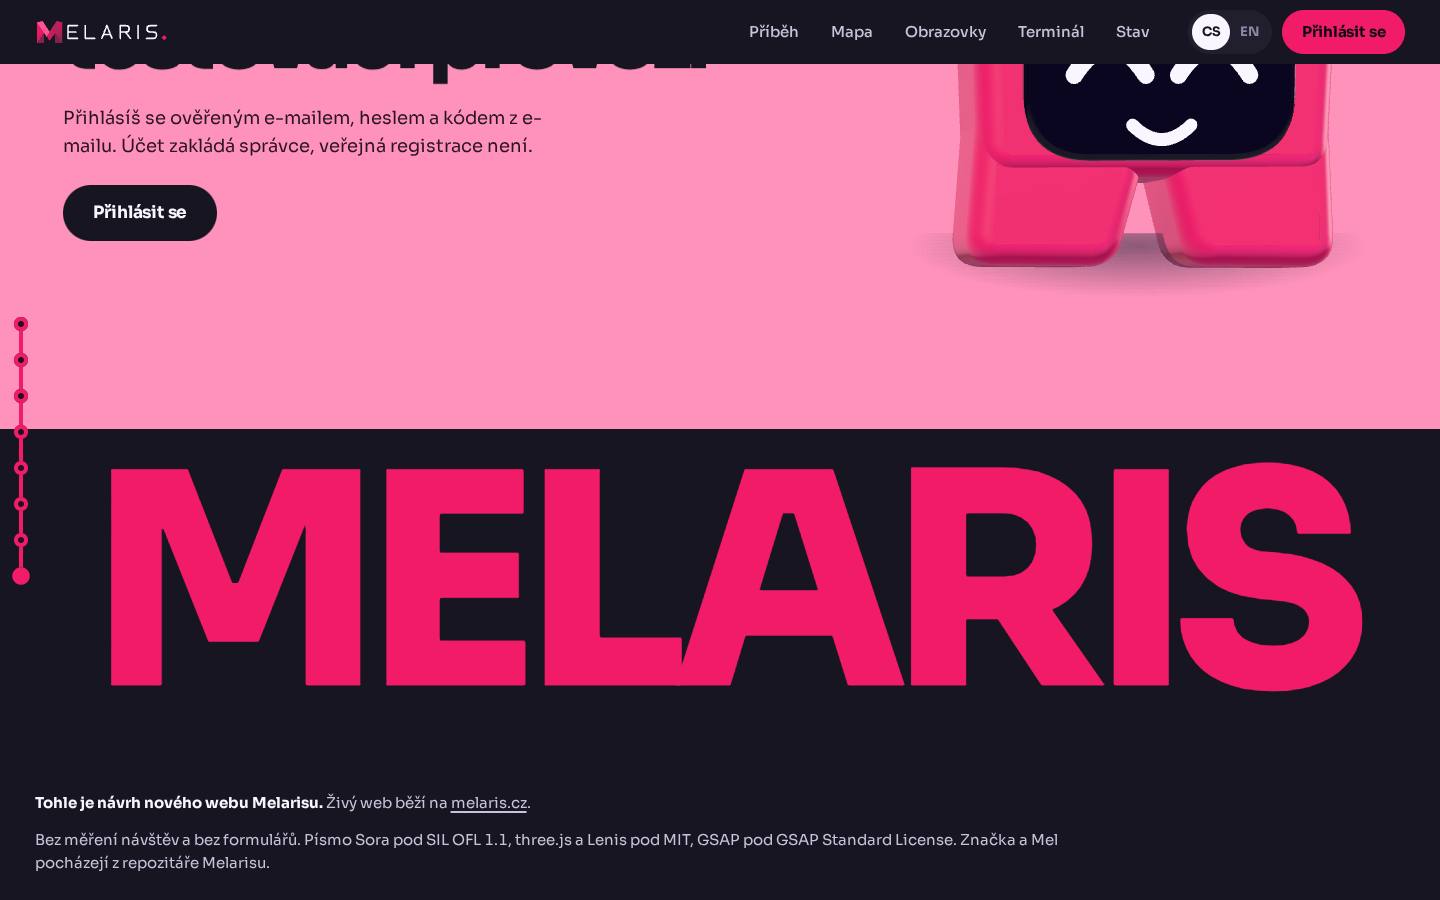 MELARIS.
Příběh
Mapa
Obrazovky
Terminál
Stav
CS
EN
Přihlásit se
Přihlásíš se ověřeným e-mailem, heslem a kódem z e-
mailu. Účet zakládá správce, veřejná registrace není.
Přihlásit se
MELARIS
Tohle je návrh nového webu Melarisu. Živý web běží na melaris.cz.
Bez měření návštěv a bez formulářů. Písmo Sora pod SIL OFL 1.1, three.js a Lenis pod MIT, GSAP pod GSAP Standard License. Značka a Mel
pocházejí z repozitáře Melarisu.